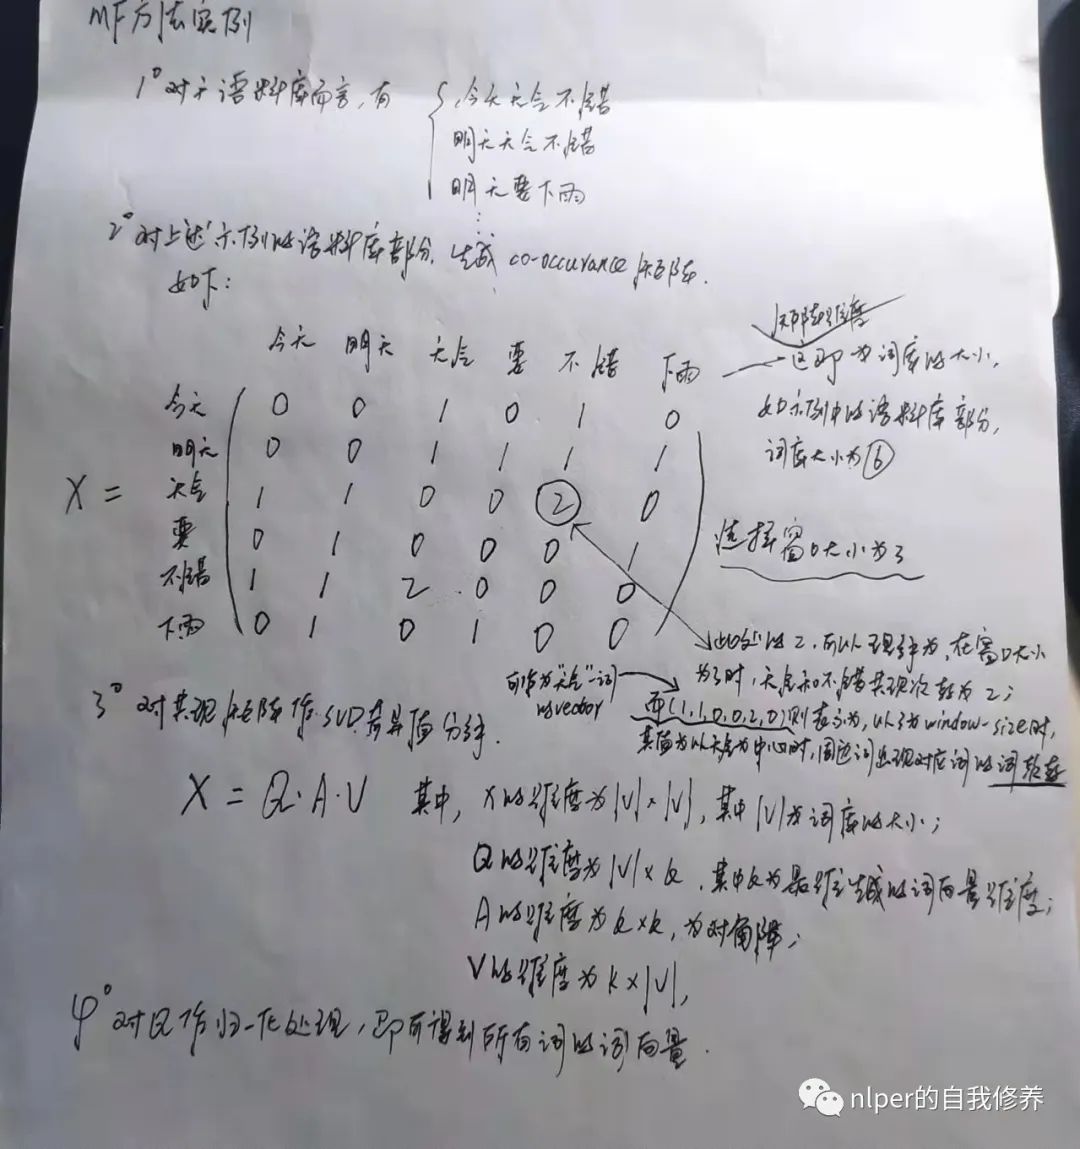 MF方法实例
1° 对于语料库而言,有 { 今天天气不错
明天天气不错
明天要下雨
⋮
2° 对上述示例的语料库部分,生成 co-occurance 矩阵.
如下:
矩阵维度
今天 明天 天气 要 不错 下雨 → 这即为词库的大小,
如示例中的语料库部分,
词库大小为⑥
今天 0 0 1 0 1 0
明天 0 0 1 1 1 1
X = 天气 1 1 0 0 ② 0
要 0 1 0 0 0 1
不错 1 1 2 0 0 0
下雨 0 1 0 1 0 0
选择窗口大小为3
此处的2,可以理解为,在窗口大小
为3时,天气和不错共现次数为2;
可作为"天气"一词
的vector
而(1,1,0,0,2,0)则表示为,以3为window-size时,
其值为以天气为中心时,周边词出现对应词的词频数
3° 对共现矩阵作SVD奇异值分解.
X = Q·A·V 其中, X的维度为|V|×|V|, 其中|V|为词库的大小;
Q的维度为|V|×k, 其中k为最终生成的词向量维度;
A的维度为k×k, 为对角阵;
V的维度为k×|V|,
4° 对Q作归一化处理,即可得到所有词的词向量.
nlper的自我修养